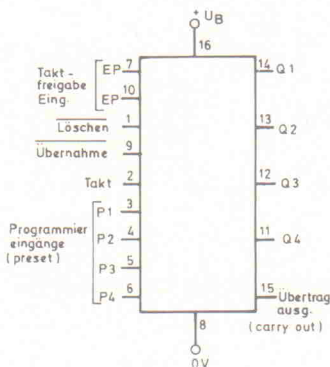 + UB
16
Takt-
freigabe
Eing.
EP 7
EP
10
Löschen 1
Übernahme 9
Takt 2
Programmier
eingänge
(preset)
P1 3
P2 4
P3 5
P4 6
14 Q1
13 Q2
12 Q3
11 Q4
15 Übertrag
ausg.
(carry out)
8
0V